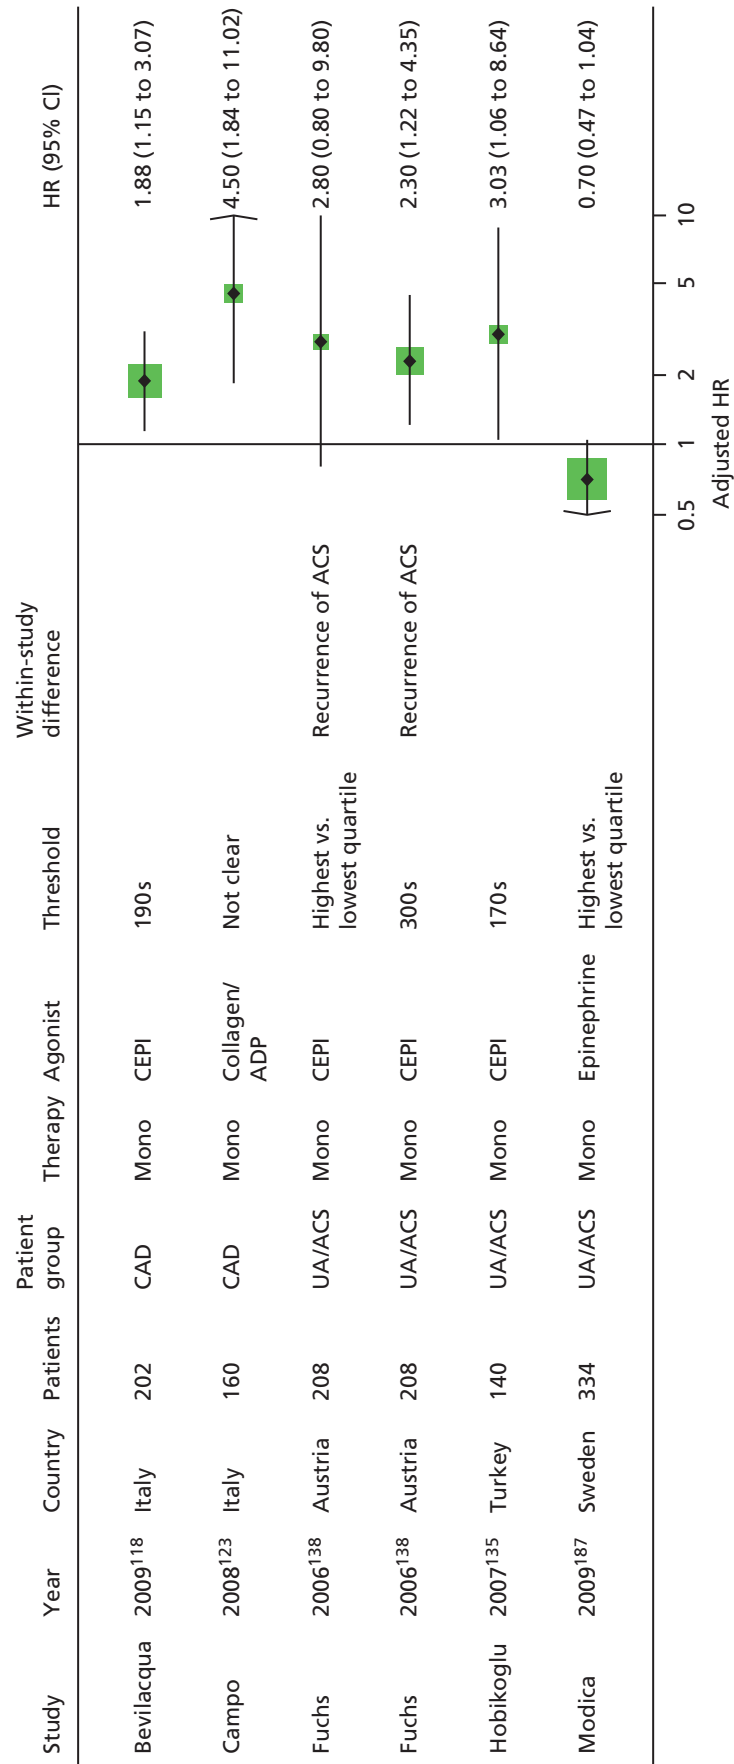 Study Year Country Patients Patient group Therapy Agonist Threshold Within-study difference HR (95% CI)
Bevilacqua 2009¹¹⁸ Italy 202 CAD Mono CEPI 190s 1.88 (1.15 to 3.07)
Campo 2008¹²³ Italy 160 CAD Mono Collagen/ADP Not clear 4.50 (1.84 to 11.02)
Fuchs 2006¹³⁸ Austria 208 UA/ACS Mono CEPI Highest vs. lowest quartile Recurrence of ACS 2.80 (0.80 to 9.80)
Fuchs 2006¹³⁸ Austria 208 UA/ACS Mono CEPI 300s Recurrence of ACS 2.30 (1.22 to 4.35)
Hobikoglu 2007¹³⁵ Turkey 140 UA/ACS Mono CEPI 170s 3.03 (1.06 to 8.64)
Modica 2009¹⁸⁷ Sweden 334 UA/ACS Mono Epinephrine Highest vs. lowest quartile 0.70 (0.47 to 1.04)
0.5 1 2 5 10
Adjusted HR